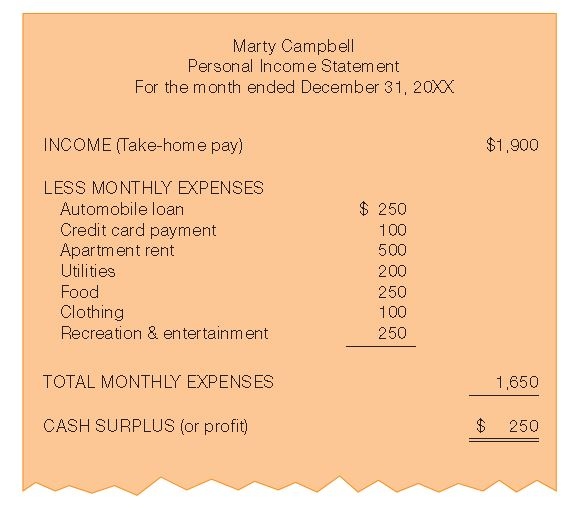 Marty Campbell
Personal Income Statement
For the month ended December 31, 20XX
INCOME (Take-home pay) $1,900
LESS MONTHLY EXPENSES
Automobile loan $ 250
Credit card payment 100
Apartment rent 500
Utilities 200
Food 250
Clothing 100
Recreation & entertainment 250
TOTAL MONTHLY EXPENSES 1,650
CASH SURPLUS (or profit) $ 250